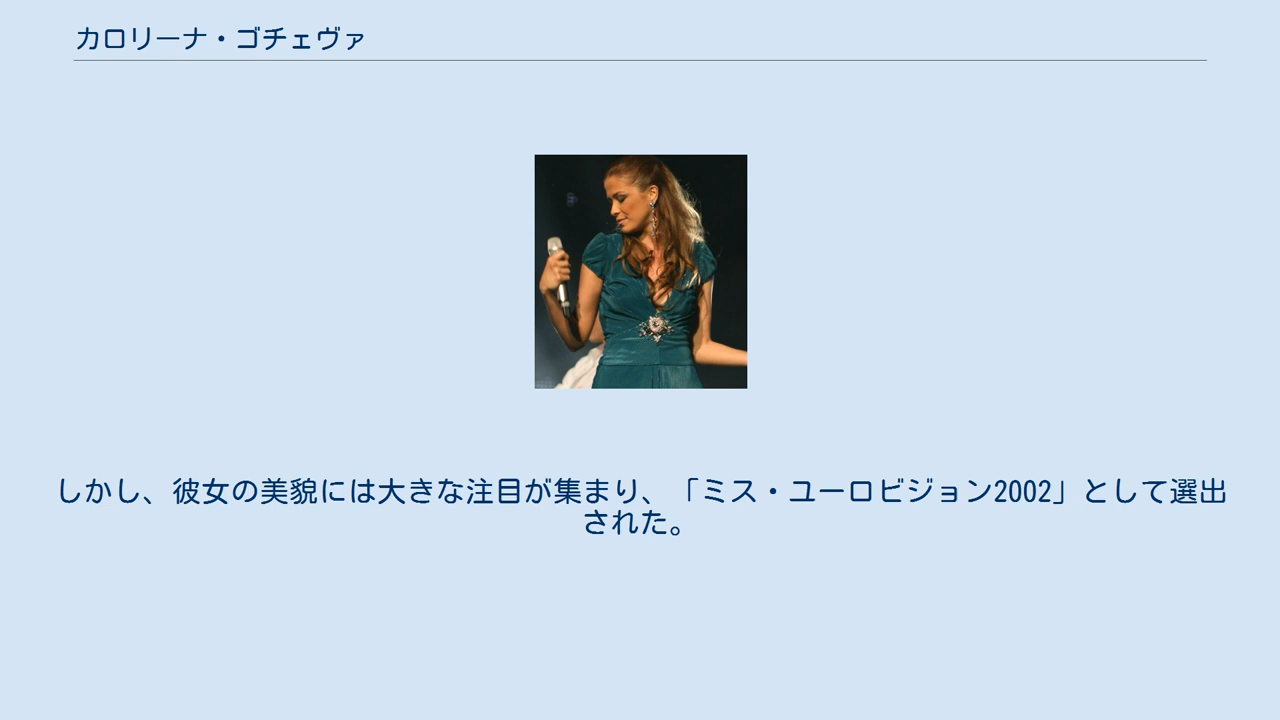 カロリーナ・ゴチェヴァ
しかし、彼女の美貌には大きな注目が集まり、「ミス・ユーロビジョン2002」として選出
された。